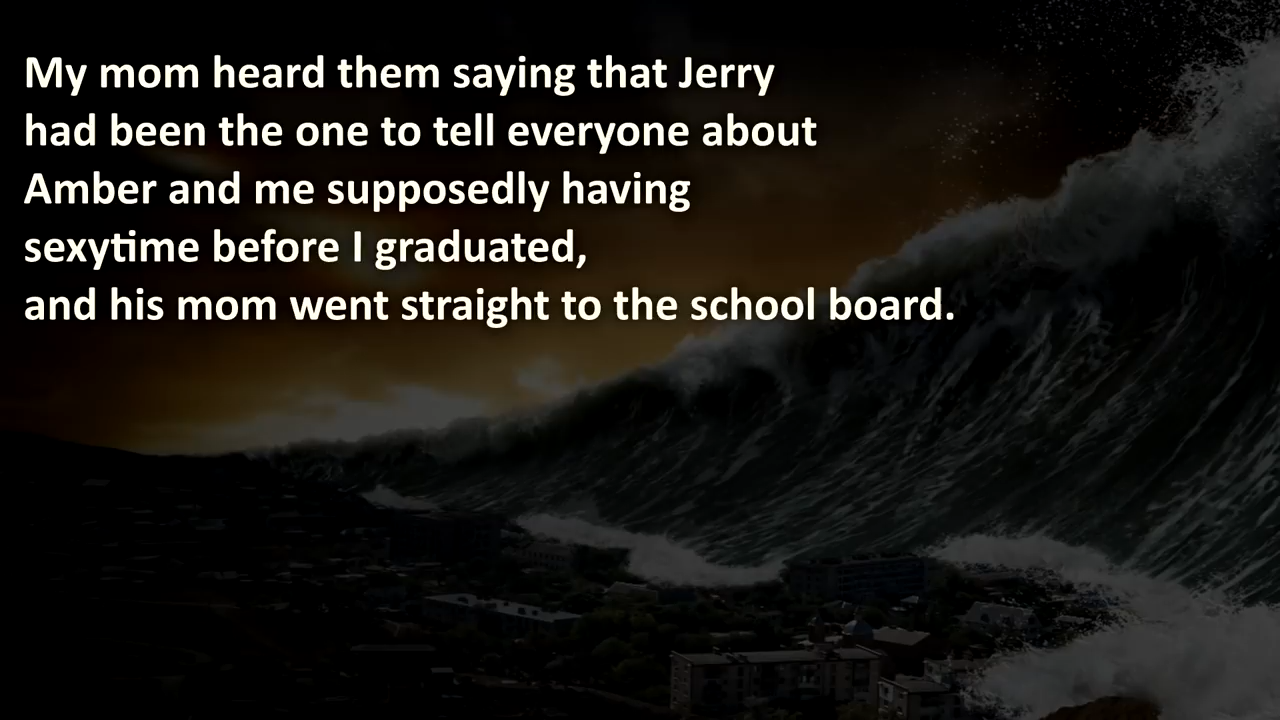 My mom heard them saying that Jerry
had been the one to tell everyone about
Amber and me supposedly having
sexytime before I graduated,
and his mom went straight to the school board.